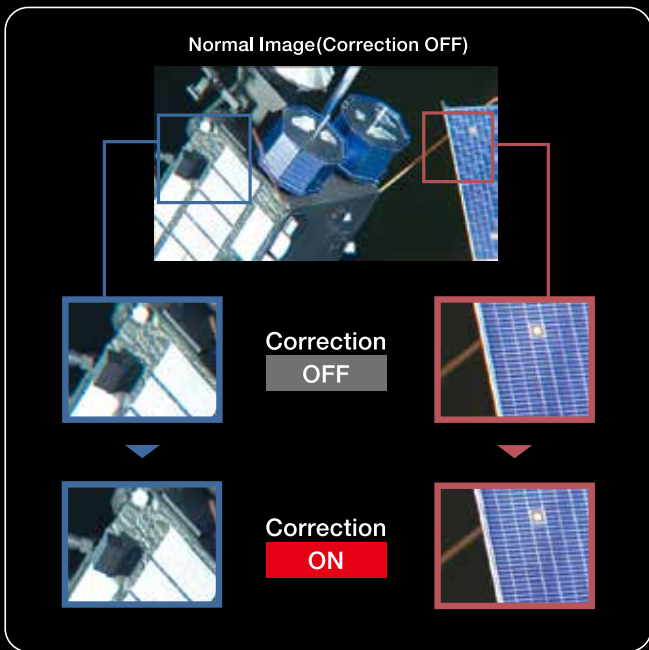 Normal Image(Correction OFF)
Correction
OFF
Correction
ON